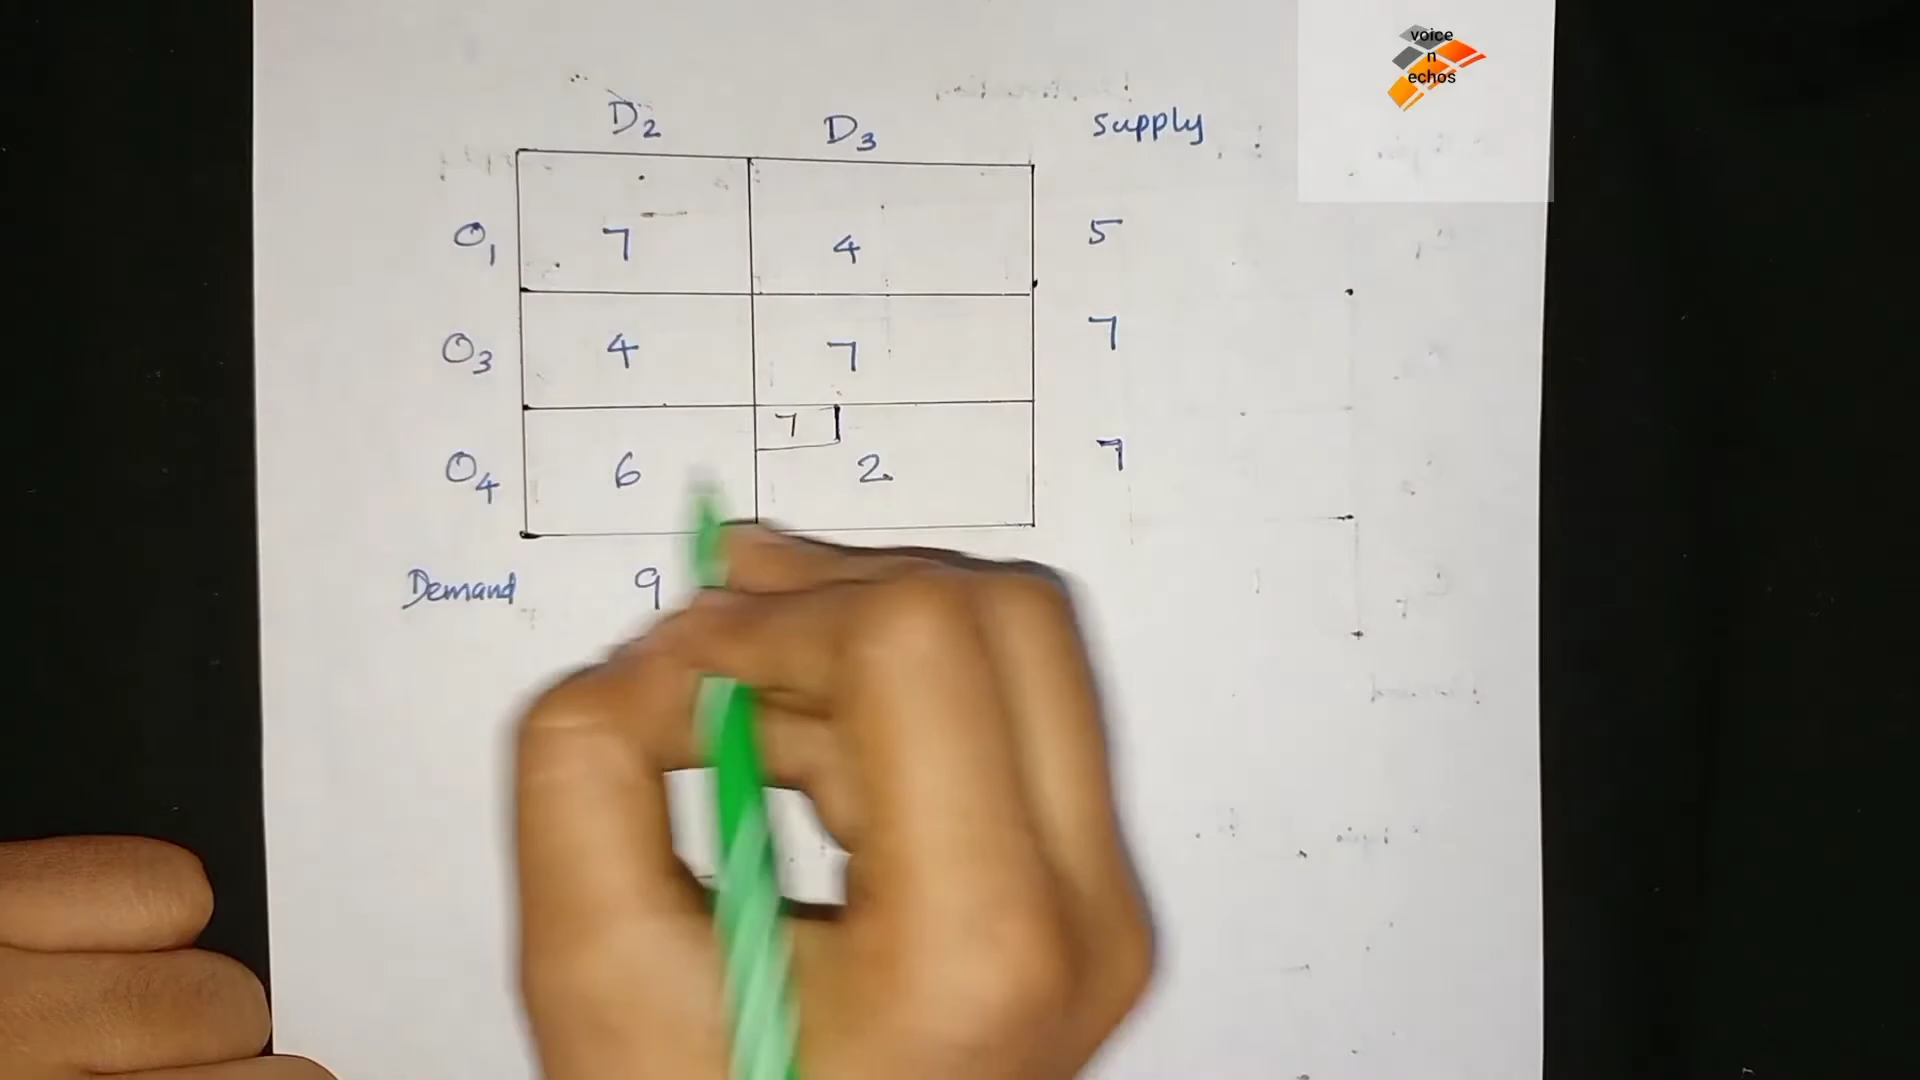 voice
n
echos
D2 D3 Supply
O1 7 4 5
O3 4 7 7
7
O4 6 2 7
Demand 9